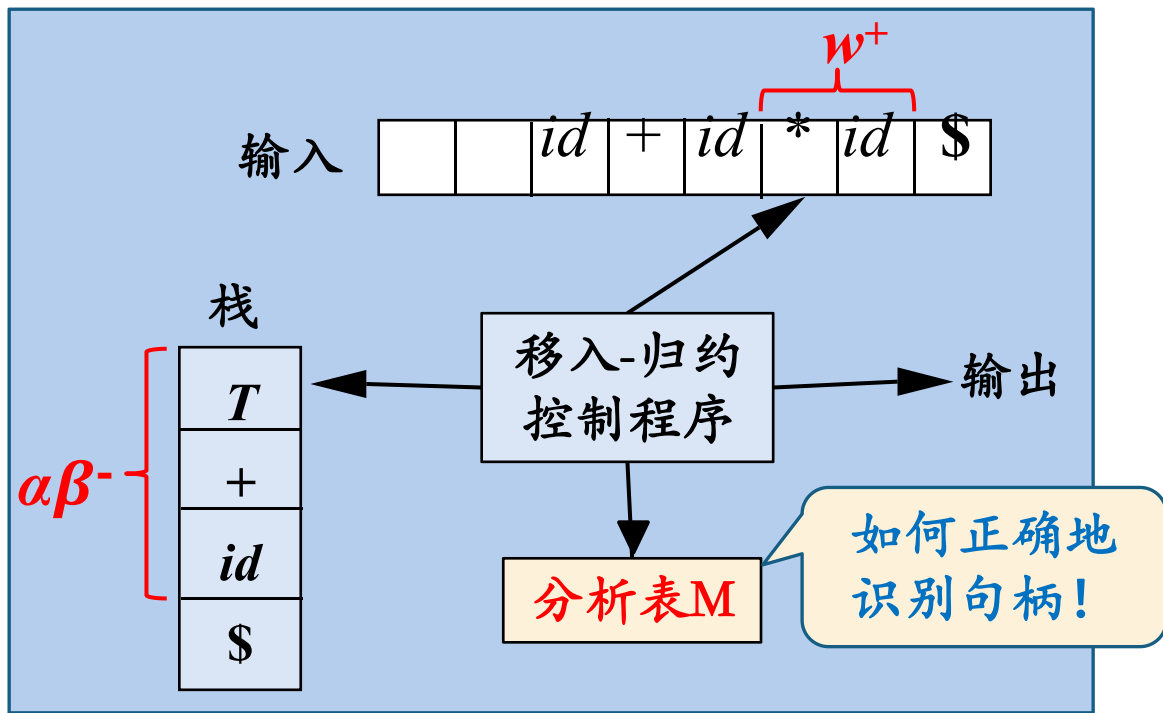 w⁺
输入
id + id * id $
栈
T
+
id
$
αβ⁻
移入-归约
控制程序
输出
分析表M
如何正确地
识别句柄！